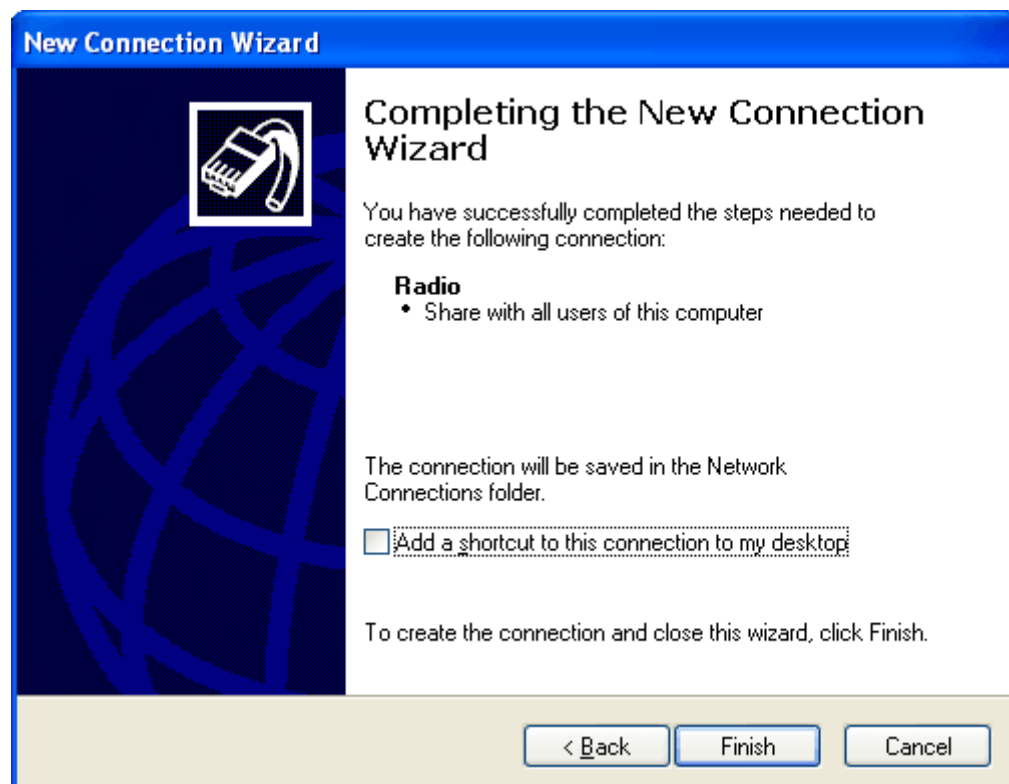 New Connection Wizard
Completing the New Connection
Wizard
You have successfully completed the steps needed to
create the following connection:
Radio
• Share with all users of this computer
The connection will be saved in the Network
Connections folder.
Add a shortcut to this connection to my desktop
To create the connection and close this wizard, click Finish.
< Back Finish Cancel